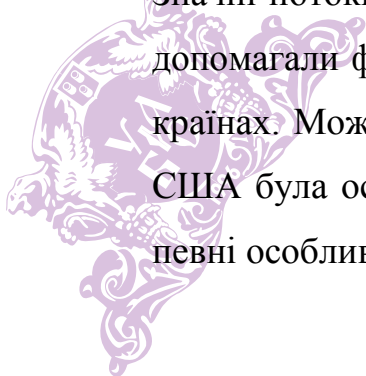 допомагали ф
країнах. Мож
США була ос
певні особлив